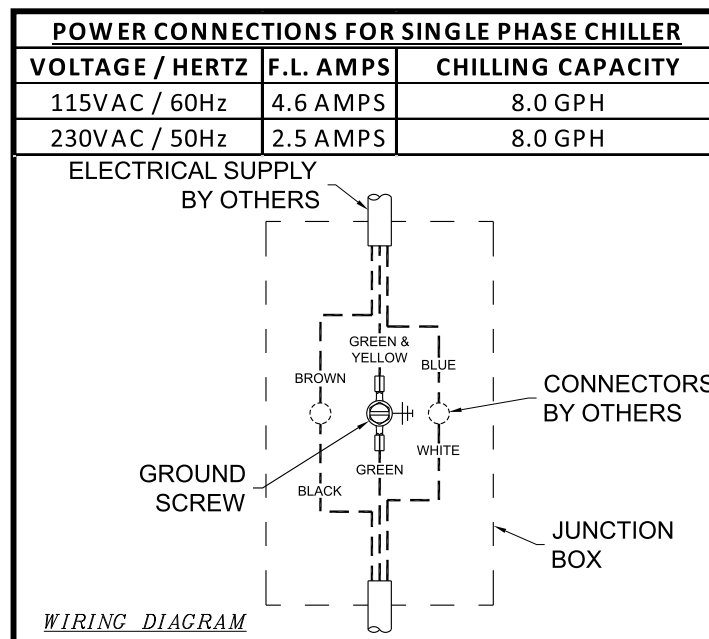 POWER CONNECTIONS FOR SINGLE PHASE CHILLER
VOLTAGE / HERTZ F.L. AMPS CHILLING CAPACITY
115VAC / 60Hz 4.6 AMPS 8.0 GPH
230VAC / 50Hz 2.5 AMPS 8.0 GPH
ELECTRICAL SUPPLY
BY OTHERS
GREEN &
YELLOW
BLUE
BROWN
CONNECTORS
BY OTHERS
WHITE
GROUND
SCREW
GREEN
BLACK
JUNCTION
BOX
WIRING DIAGRAM